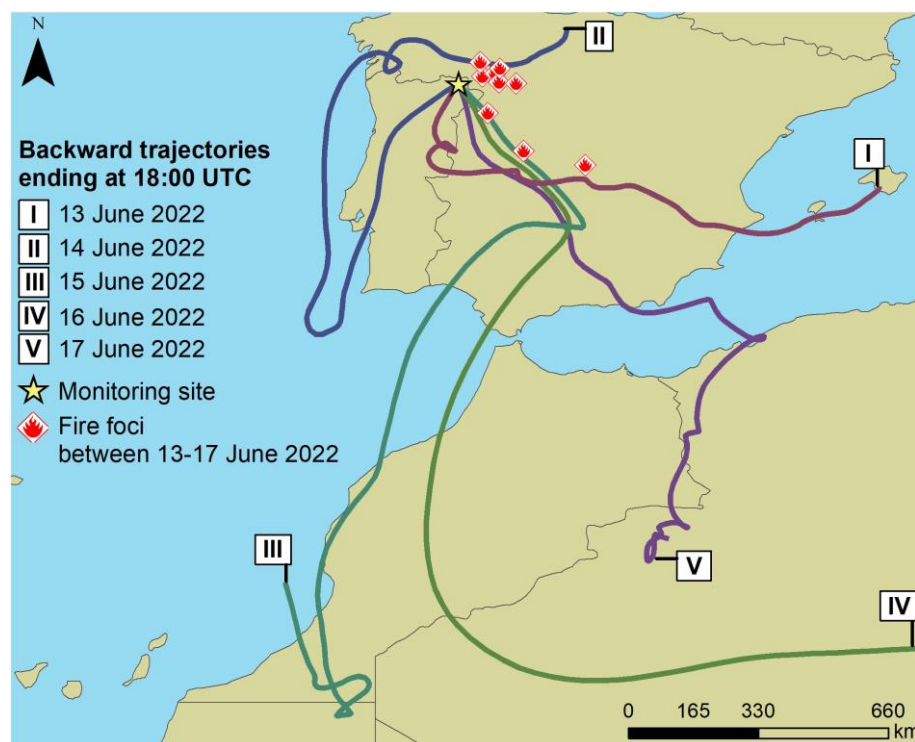 N
II
I
Backward trajectories
ending at 18:00 UTC
I 13 June 2022
II 14 June 2022
III 15 June 2022
IV 16 June 2022
V 17 June 2022
Monitoring site
Fire foci
between 13-17 June 2022
III
V
IV
0 165 330 660
km